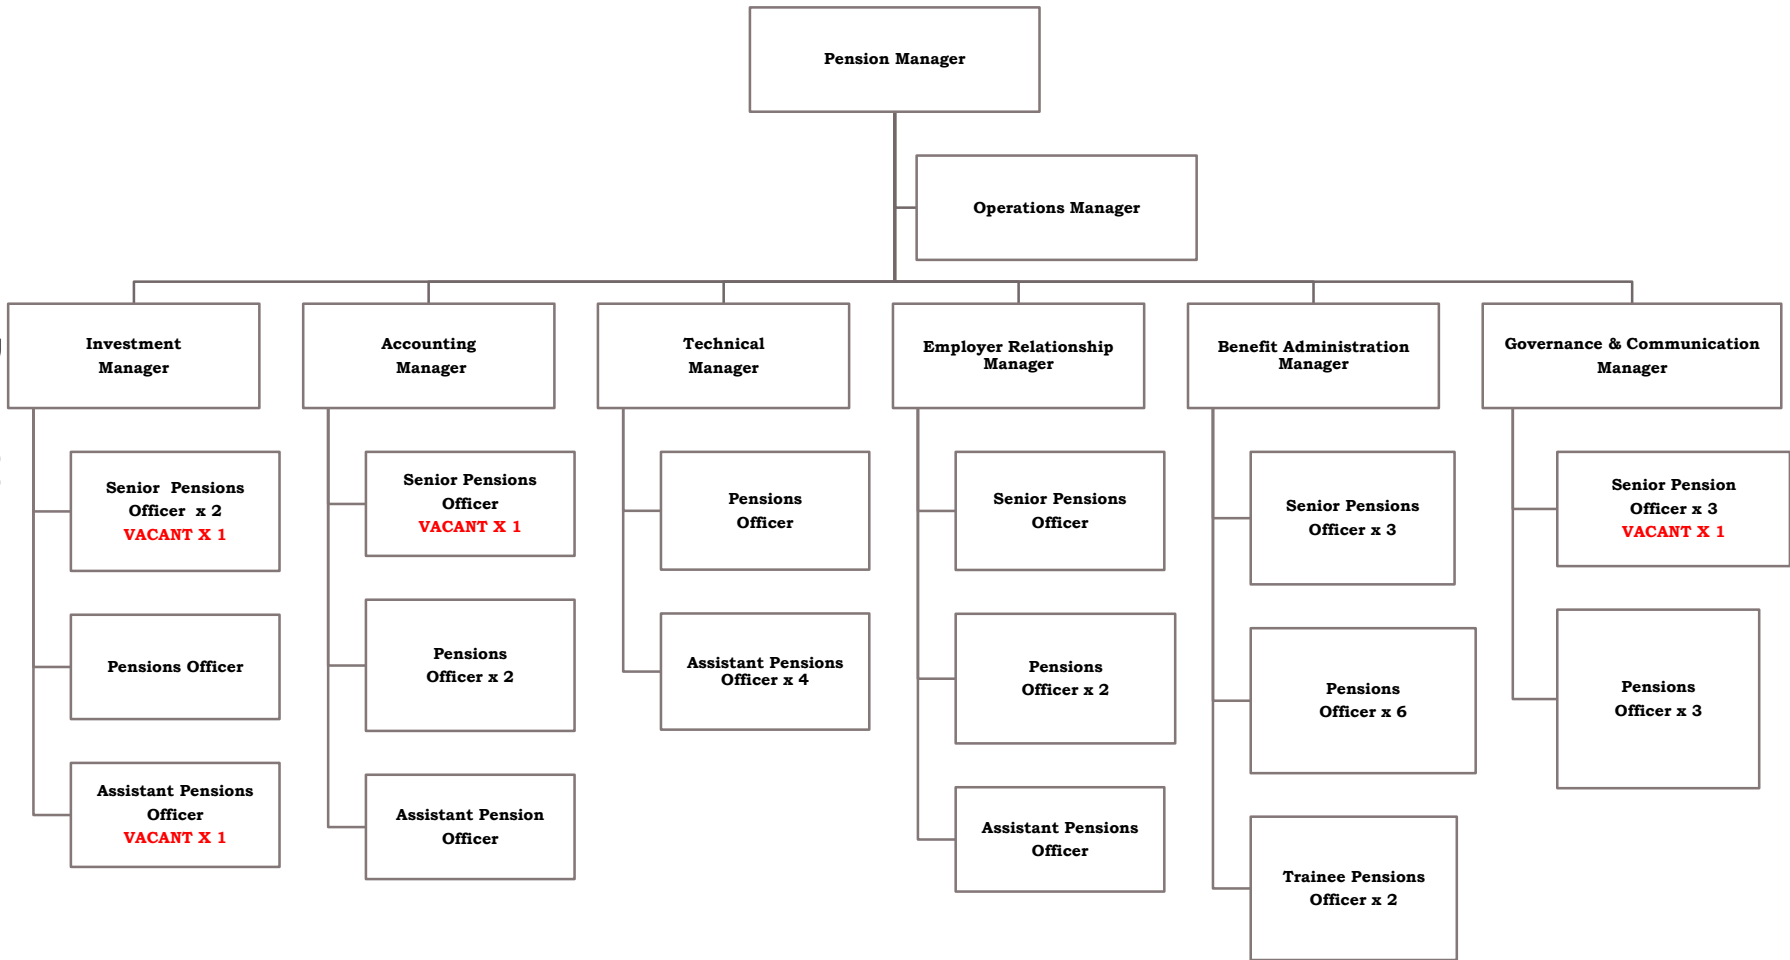 Pension Manager
Operations Manager
Investment
Manager
Accounting
Manager
Technical
Manager
Employer Relationship
Manager
Benefit Administration
Manager
Governance & Communication
Manager
Senior Pensions
Officer x 2
VACANT X 1
Pensions Officer
Assistant Pensions
Officer
VACANT X 1
Senior Pensions
Officer
VACANT X 1
Pensions
Officer x 2
Assistant Pension
Officer
Pensions
Officer
Assistant Pensions
Officer x 4
Senior Pensions
Officer
Pensions
Officer x 2
Assistant Pensions
Officer
Senior Pensions
Officer x 3
Pensions
Officer x 6
Trainee Pensions
Officer x 2
Senior Pension
Officer x 3
VACANT X 1
Pensions
Officer x 3